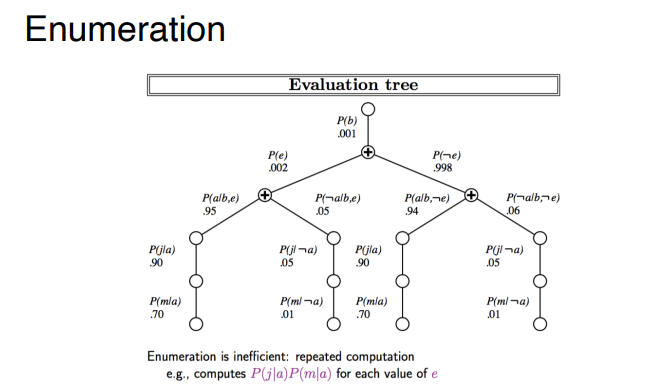 Enumeration
Evaluation tree
P(b)
.001
P(e)
.002
P(¬e)
.998
P(a|b,e)
.95
P(¬a|b,e)
.05
P(a|b,¬e)
.94
P(¬a|b,¬e)
.06
P(j|a)
.90
P(j|¬a)
.05
P(j|a)
.90
P(j|¬a)
.05
P(m|a)
.70
P(m|¬a)
.01
P(m|a)
.70
P(m|¬a)
.01
Enumeration is inefficient: repeated computation
e.g., computes P(j|a)P(m|a) for each value of e